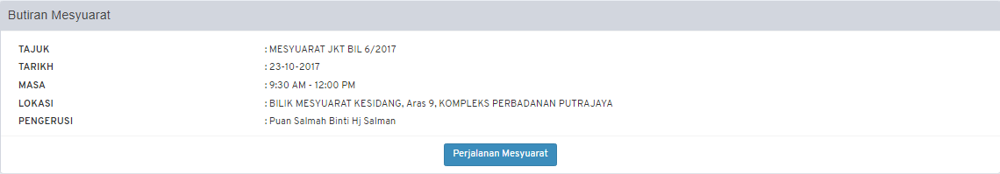 Butiran Mesyuarat
TAJUK : MESYUARAT JKT BIL 6/2017
TARIKH : 23-10-2017
MASA : 9:30 AM - 12:00 PM
LOKASI : BILIK MESYUARAT KESIDANG, Aras 9, KOMPLEKS PERBADANAN PUTRAJAYA
PENGERUSI : Puan Salmah Binti Hj Salman
Perjalanan Mesyuarat